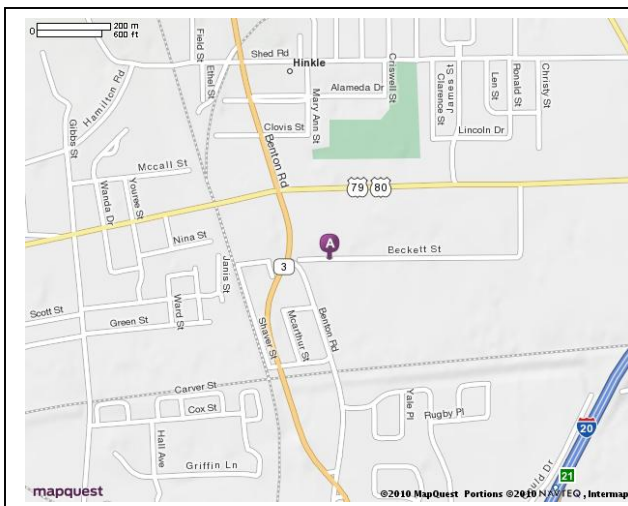 0
200 m
600 ft
Shed Rd
Hinkle
Field St
Ethel St
Hamilton Rd
Gibbs St
Criswell St
Alameda Dr
Mary Ann St
James St
Clarence St
Len St
Ronald St
Christy St
Clovis St
Lincoln Dr
Benton Rd
Mccall St
79
80
Wanda Dr
Youree St
Nina St
A
Beckett St
3
Janis St
Scott St
Ward St
Green St
Shaver St
Mcarthur St
Benton Rd
Carver St
Cox St
Yale Pl
Rugby Pl
20
Hall Ave
Griffin Ln
21
uld Dr
mapquest
©2010 MapQuest Portions ©2010 NAVTEQ, Intermap